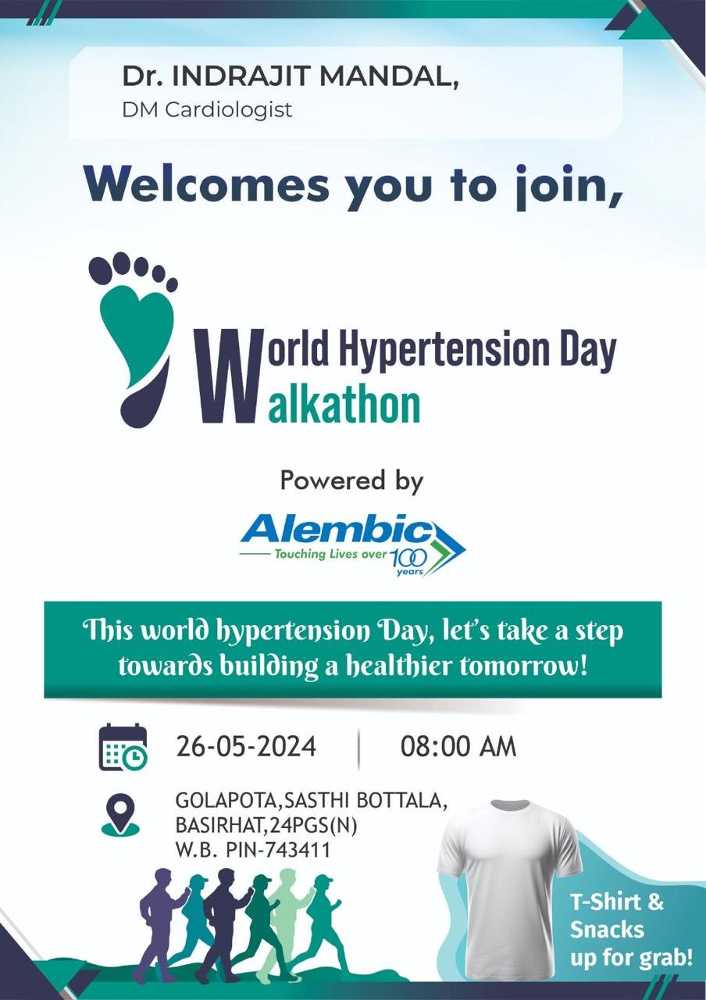 Dr. INDRAJIT MANDAL,
DM Cardiologist
Welcomes you to join,
World Hypertension Day
Walkathon
Powered by
Alembic
Touching Lives over 100
years
This world hypertension Day, let's take a step
towards building a healthier tomorrow!
26-05-2024 | 08:00 AM
GOLAPOTA,SASTHI BOTTALA,
BASIRHAT,24PGS(N)
W.B. PIN-743411
T-Shirt &
Snacks
up for grab!